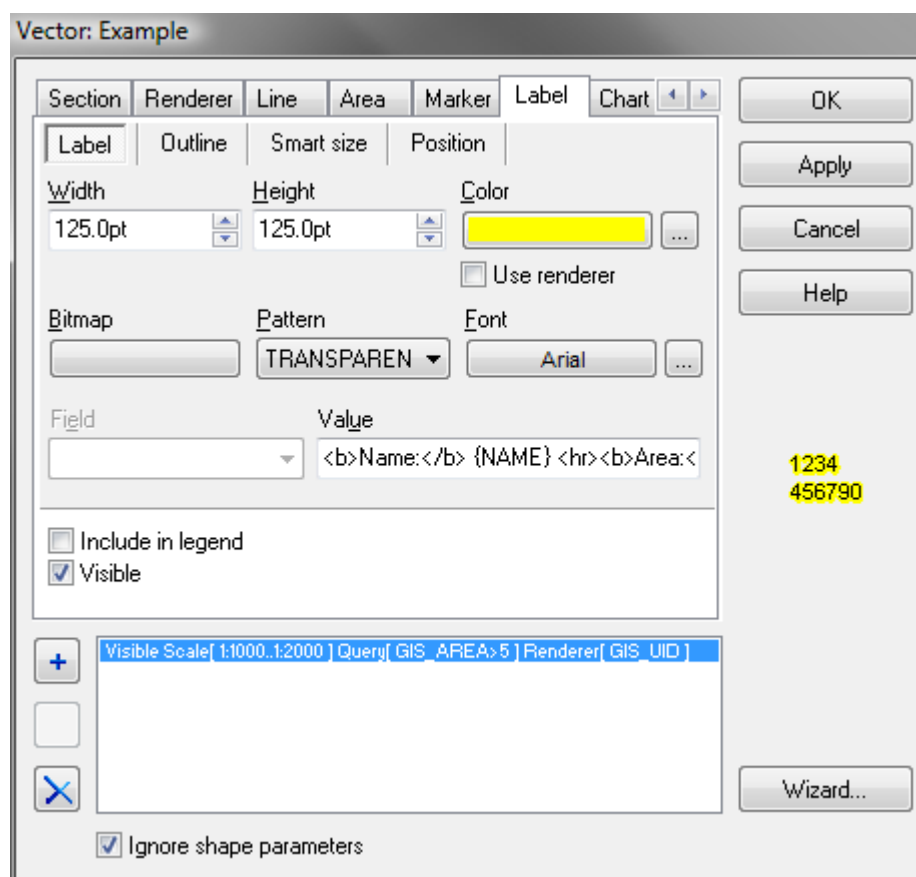 Vector: Example
Section Renderer Line Area Marker Label Chart
OK
Label Outline Smart size Position
Apply
Width Height Color
125.0pt 125.0pt ...
Cancel
Use renderer
Help
Bitmap Pattern Font
TRANSPAREN Arial ...
Field Value
<b>Name:</b> {NAME} <hr><b>Area:<
1234
456790
Include in legend
Visible
+
Visible Scale[ 1:1000..1:2000 ] Query[ GIS_AREA>5 ] Renderer[ GIS_UID ]
Wizard...
Ignore shape parameters